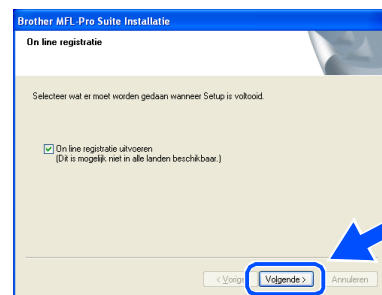 Brother MFL-Pro Suite Installatie
On line registratie
Selecteer wat er moet worden gedaan wanneer Setup is voltooid.
On line registratie uitvoeren
(Dit is mogelijk niet in alle landen beschikbaar.)
< Vorige Volgende > Annuleren